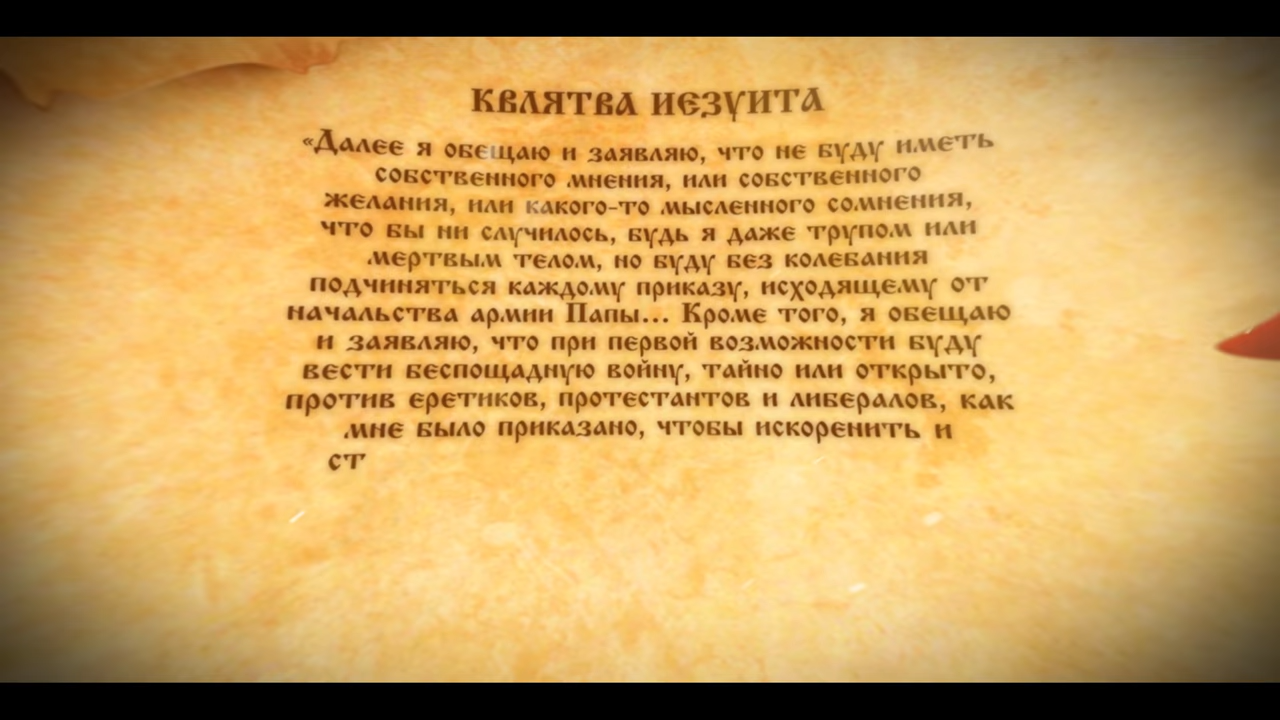 КВЛЯТВА ИЕЗУИТА
«Далее я обещаю и заявляю, что не буду иметь
собственного мнения, или собственного
желания, или какого-то мысленного сомнения,
что бы ни случилось, будь я даже трупом или
мертвым телом, но буду без колебания
подчиняться каждому приказу, исходящему от
начальства армии Папы... Кроме того, я обещаю
и заявляю, что при первой возможности буду
вести беспощадную войну, тайно или открыто,
против еретиков, протестантов и либералов, как
мне было приказано, чтобы искоренить и
ст